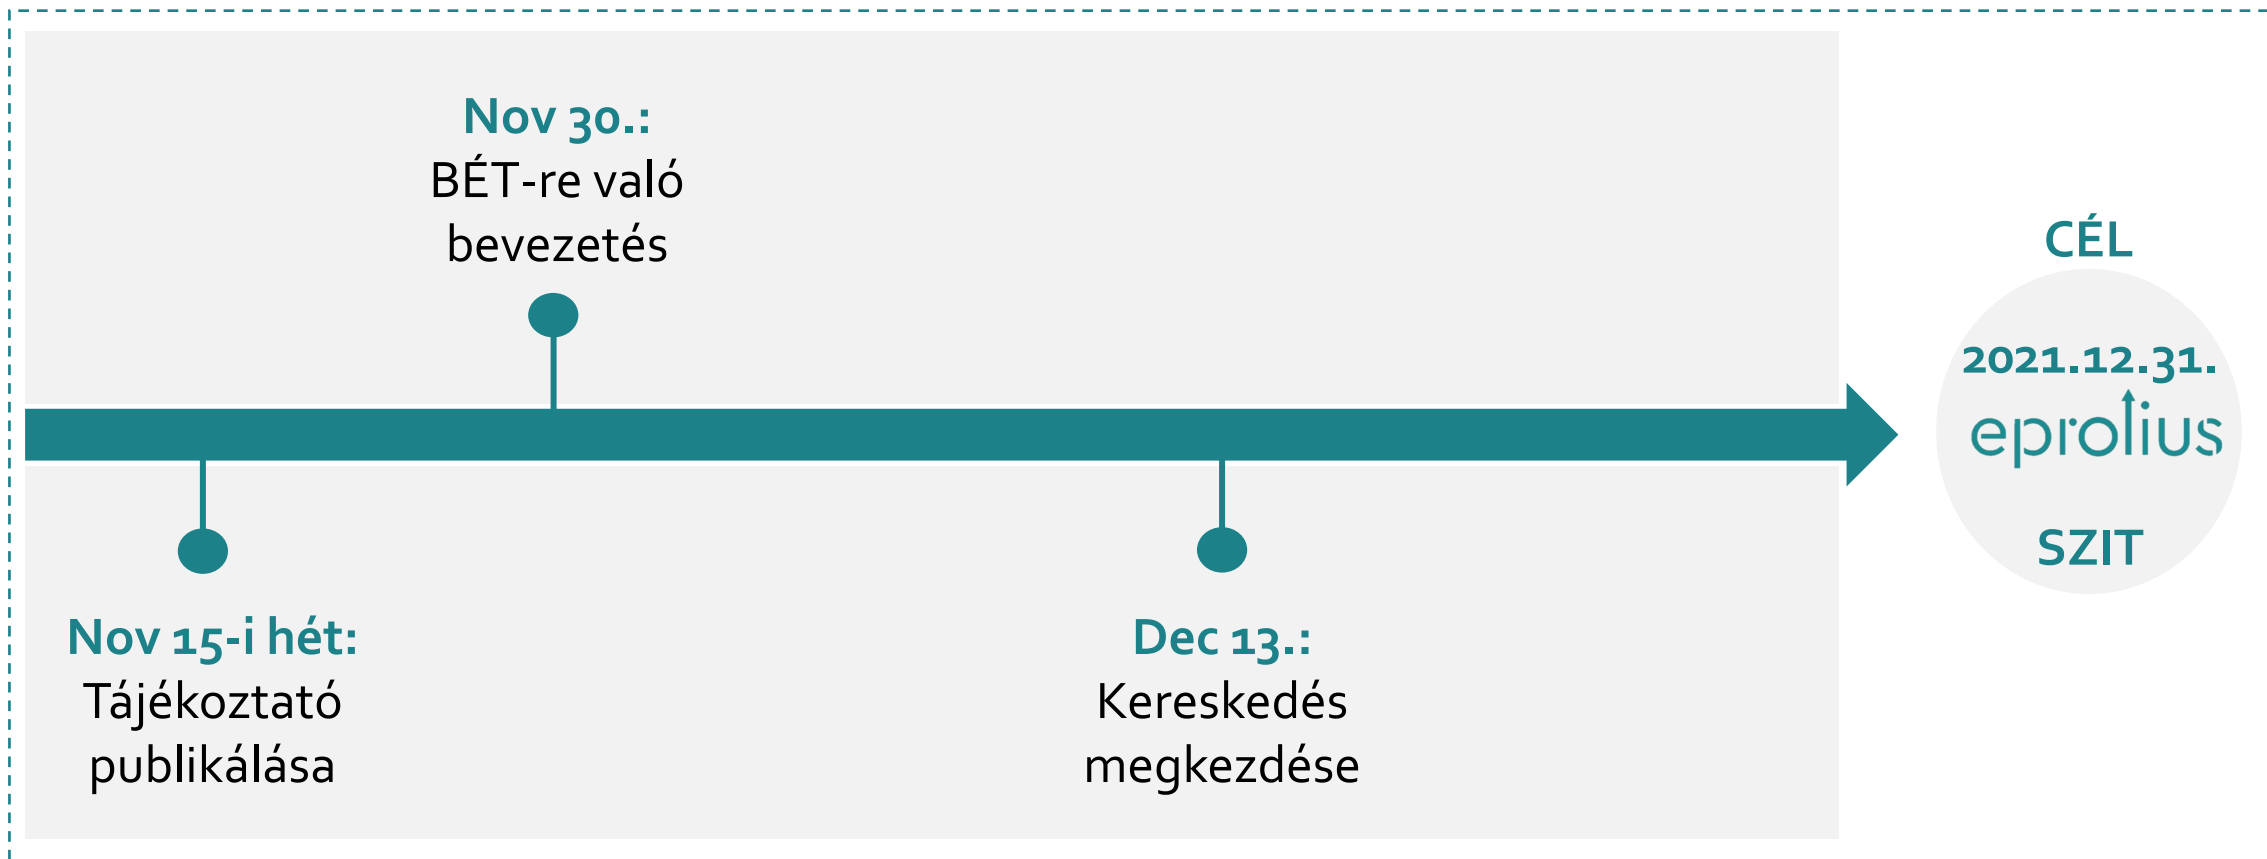 Nov 30.:
BÉT-re való
bevezetés
Nov 15-i hét:
Tájékoztató
publikálása
Dec 13.:
Kereskedés
megkezdése
CÉL
2021.12.31.
eprolius
SZIT